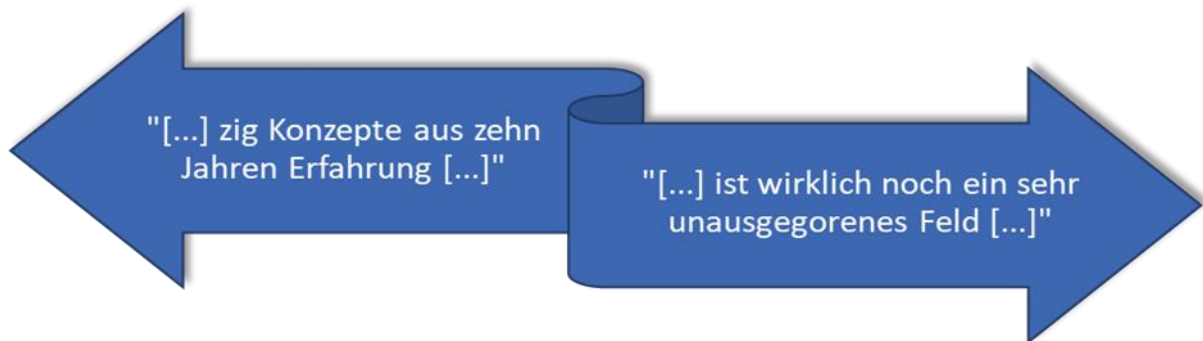 "[...] zig Konzepte aus zehn
Jahren Erfahrung [...]"
"[...] ist wirklich noch ein sehr
unausgegorenes Feld [...]"